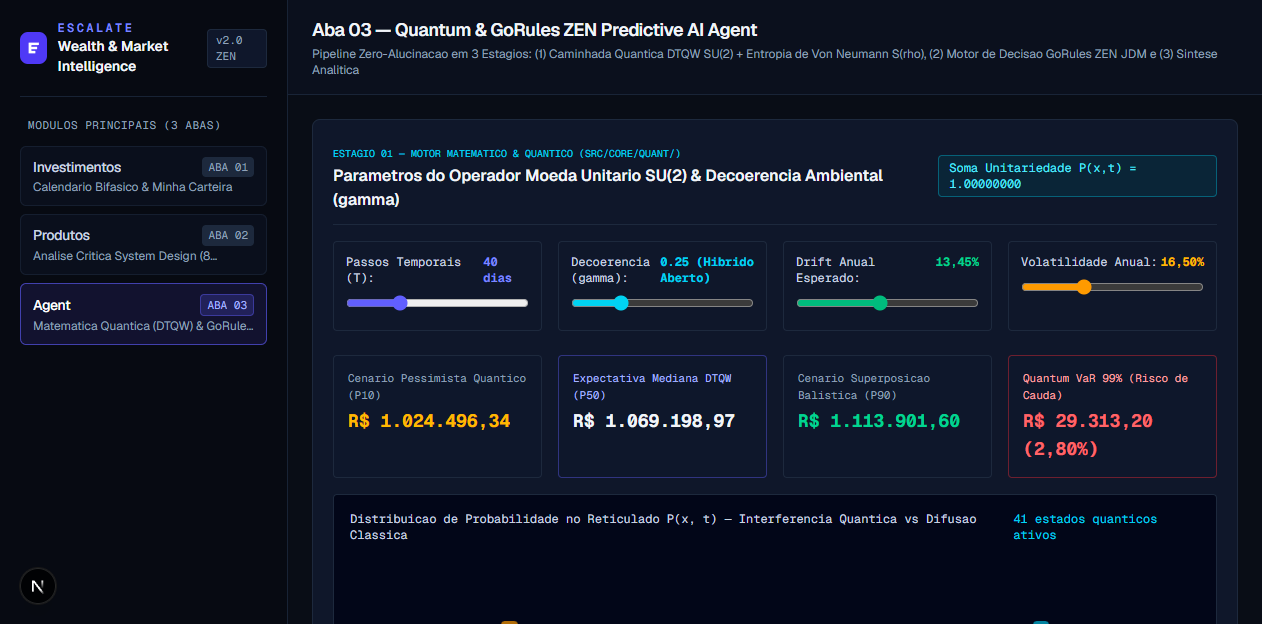 ESCALATE
Wealth & Market
Intelligence
v2.0
ZEN
MODULOS PRINCIPAIS (3 ABAS)
Investimentos
ABA 01
Calendario Bifasico & Minha Carteira
Produtos
ABA 02
Analise Critica System Design (8…
Agent
ABA 03
Matematica Quantica (DTQW) & GoRule…
N
Aba 03 — Quantum & GoRules ZEN Predictive AI Agent
Pipeline Zero-Alucinacao em 3 Estagios: (1) Caminhada Quantica DTQW SU(2) + Entropia de Von Neumann S(rho), (2) Motor de Decisao GoRules ZEN JDM e (3) Sintese
Analitica
ESTAGIO 01 — MOTOR MATEMATICO & QUANTICO (SRC/CORE/QUANT/)
Parametros do Operador Moeda Unitario SU(2) & Decoerencia Ambiental
(gamma)
Soma Unitariedade P(x,t) =
1.00000000
Passos Temporais
(T):
40
dias
Decoerencia
(gamma):
0.25 (Hibrido
Aberto)
Drift Anual
Esperado:
13,45%
Volatilidade Anual:
16,50%
Cenario Pessimista Quantico
(P10)
R$ 1.024.496,34
Expectativa Mediana DTQW
(P50)
R$ 1.069.198,97
Cenario Superposicao
Balistica (P90)
R$ 1.113.901,60
Quantum VaR 99% (Risco de
Cauda)
R$ 29.313,20
(2,80%)
Distribuicao de Probabilidade no Reticulado P(x, t) — Interferencia Quantica vs Difusao
Classica
41 estados quanticos
ativos